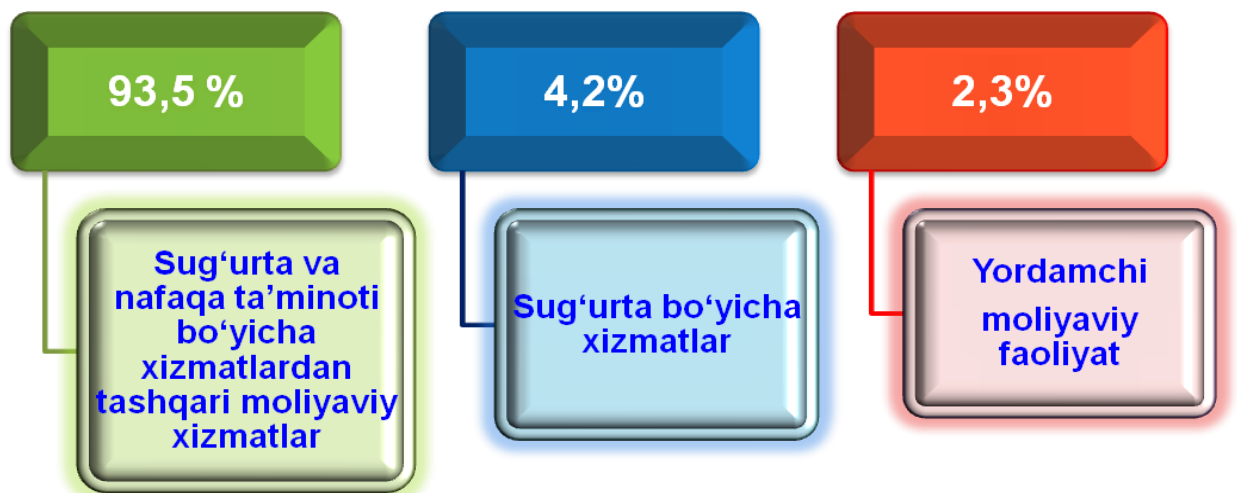 93,5 %
4,2%
2,3%
Sug‘urta va
nafaqa ta’minoti
bo‘yicha
xizmatlardan
tashqari moliyaviy
xizmatlar
Sug‘urta bo‘yicha
xizmatlar
Yordamchi
moliyaviy
faoliyat